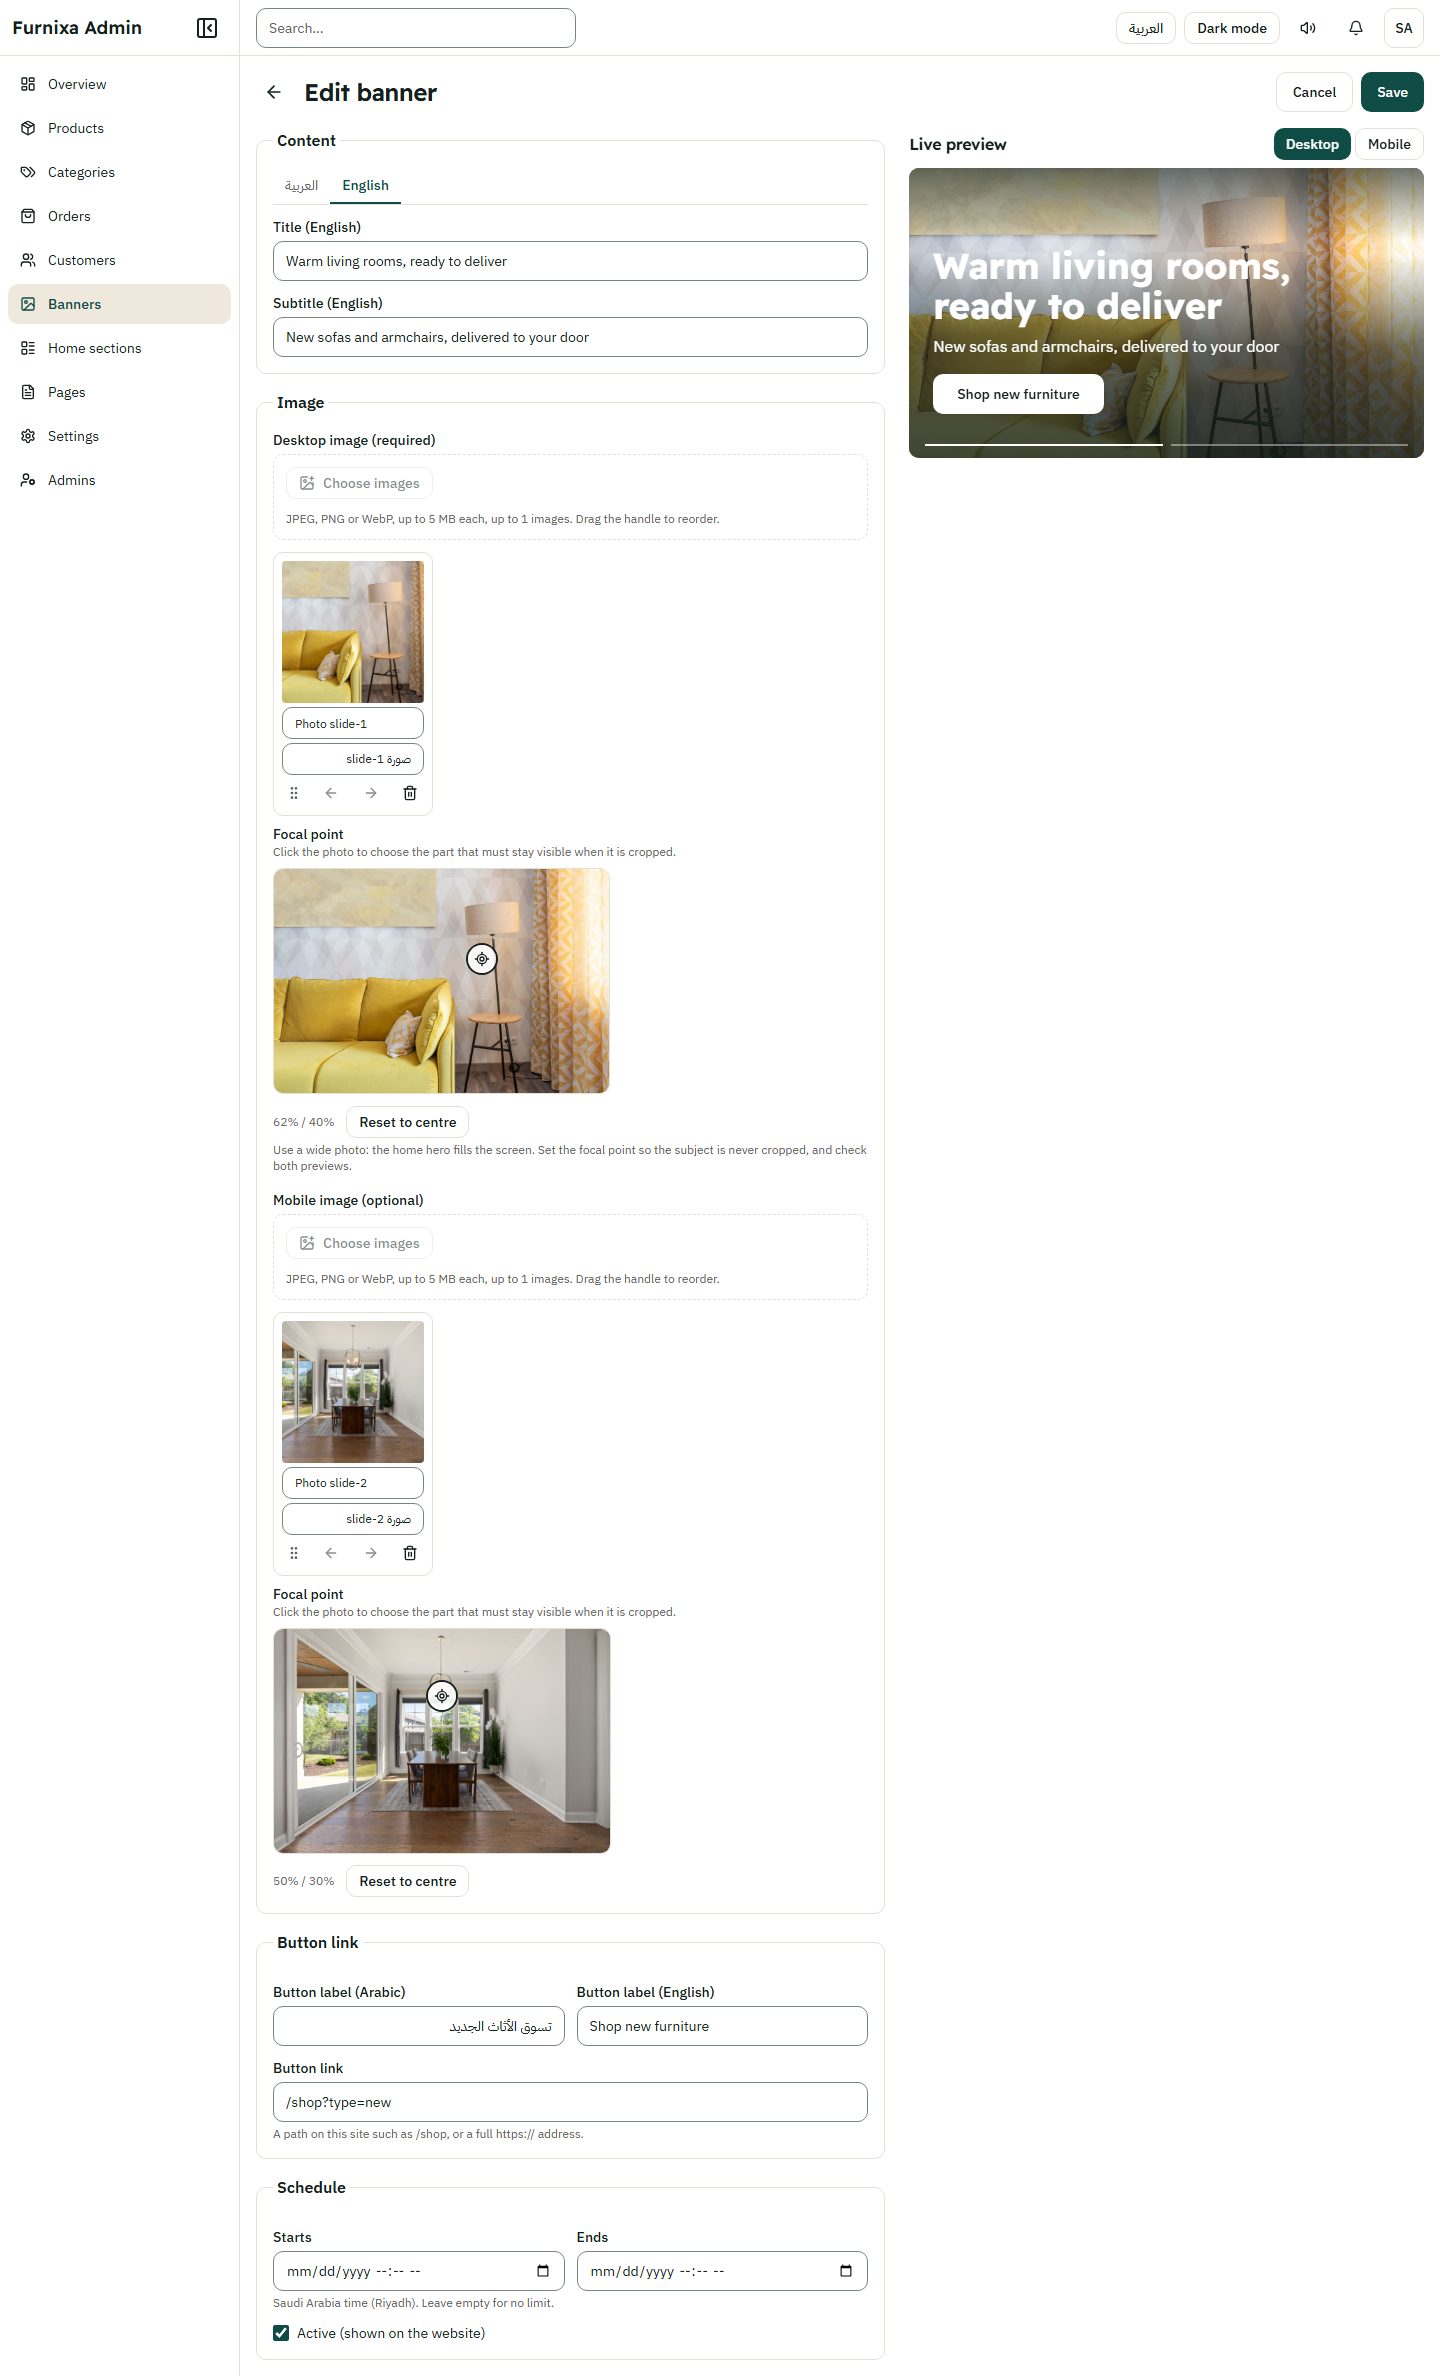 Furnixa Admin
Search...
العربية
Dark mode
SA
Overview
Products
Categories
Orders
Customers
Banners
Home sections
Pages
Settings
Admins
Edit banner
Cancel
Save
Content
العربية
English
Title (English)
Warm living rooms, ready to deliver
Subtitle (English)
New sofas and armchairs, delivered to your door
Image
Desktop image (required)
Choose images
JPEG, PNG or WebP, up to 5 MB each, up to 1 images. Drag the handle to reorder.
Photo slide-1
صورة slide-1
Focal point
Click the photo to choose the part that must stay visible when it is cropped.
62% / 40%
Reset to centre
Use a wide photo: the home hero fills the screen. Set the focal point so the subject is never cropped, and check
both previews.
Mobile image (optional)
Choose images
JPEG, PNG or WebP, up to 5 MB each, up to 1 images. Drag the handle to reorder.
Photo slide-2
صورة slide-2
Focal point
Click the photo to choose the part that must stay visible when it is cropped.
50% / 30%
Reset to centre
Button link
Button label (Arabic)
تسوق الأثاث الجديد
Button label (English)
Shop new furniture
Button link
/shop?type=new
A path on this site such as /shop, or a full https:// address.
Schedule
Starts
mm/dd/yyyy --:-- --
Ends
mm/dd/yyyy --:-- --
Saudi Arabia time (Riyadh). Leave empty for no limit.
Active (shown on the website)
Live preview
Desktop
Mobile
Warm living rooms,
ready to deliver
New sofas and armchairs, delivered to your door
Shop new furniture